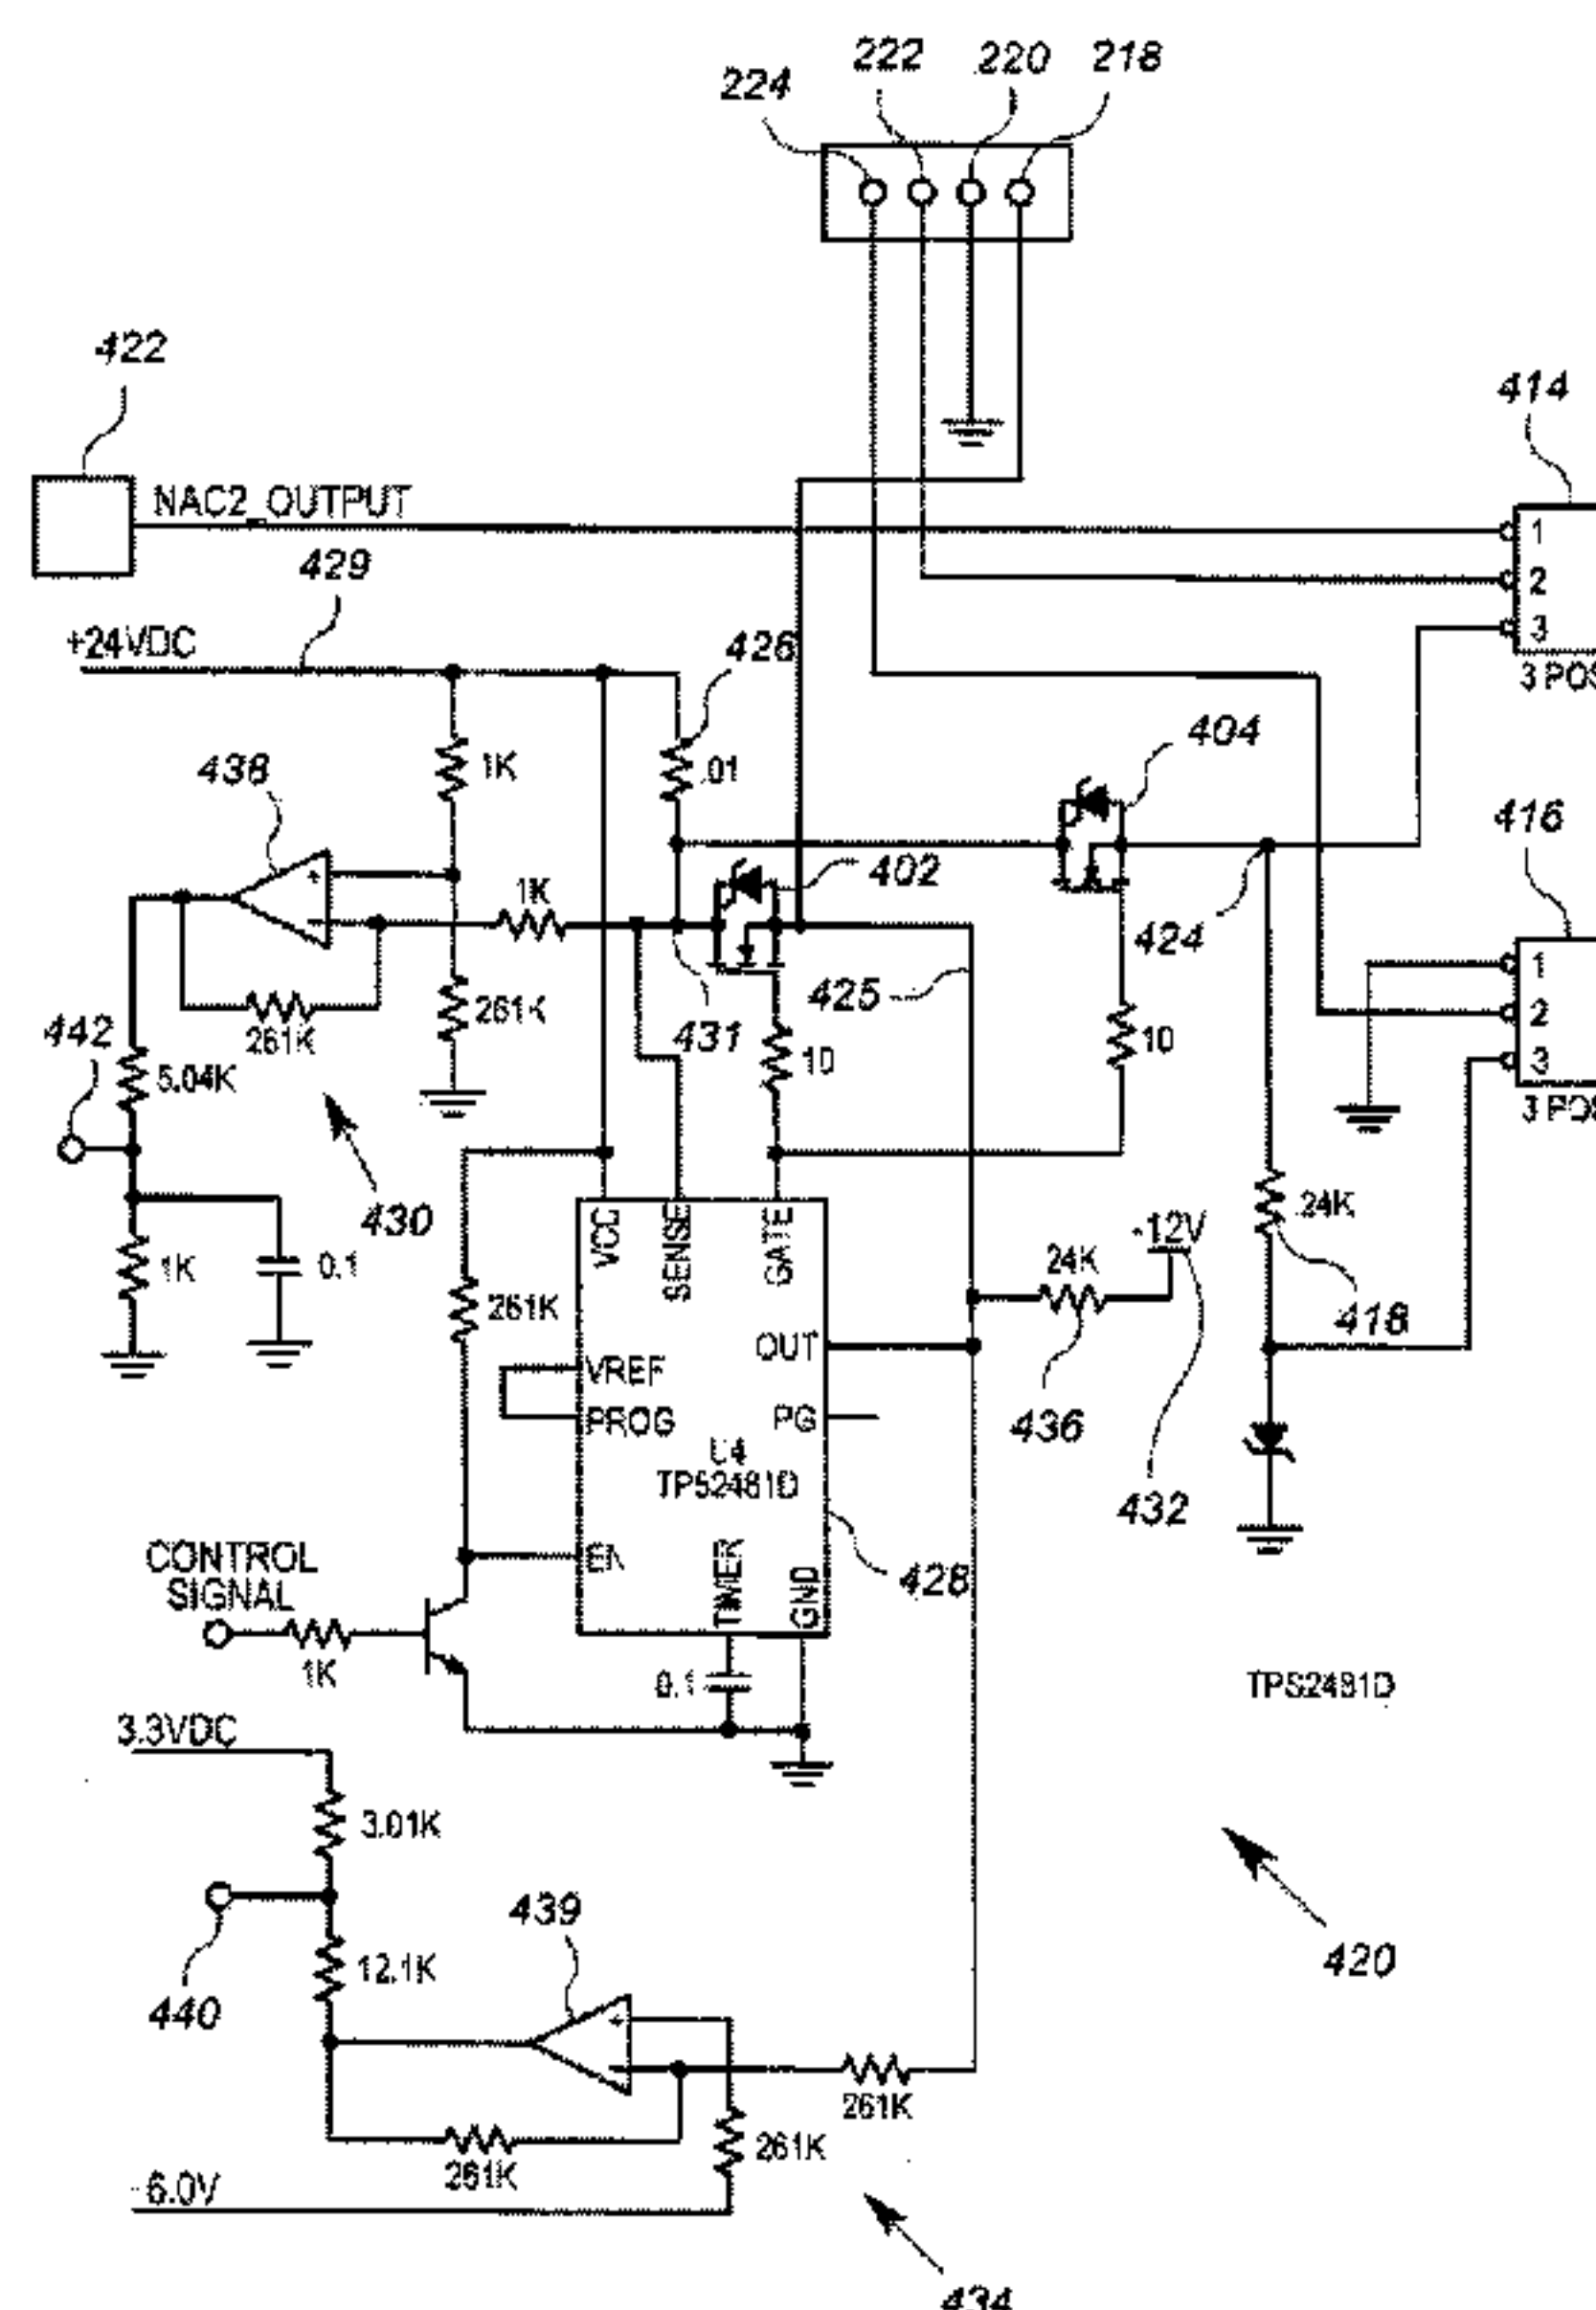 224 222 220 218
422
NAC2_OUTPUT
414
1
2
3
3 POS
429
+24VDC
426
.01
404
438
1K
1K
402
424
416
1
2
3
3 POS
425
431
442
261K
261K
10
10
5.04K
430
1K
0.1
VCC
SENSE
GATE
-12V
24K
.24K
418
261K
OUT
VREF
PROG
PG
436
U4
TPS2481D
432
CONTROL
SIGNAL
EN
TIMER
GND
428
1K
0.1
TPS2481D
3.3VDC
3.01K
439
12.1K
420
440
261K
261K
261K
-6.0V
434